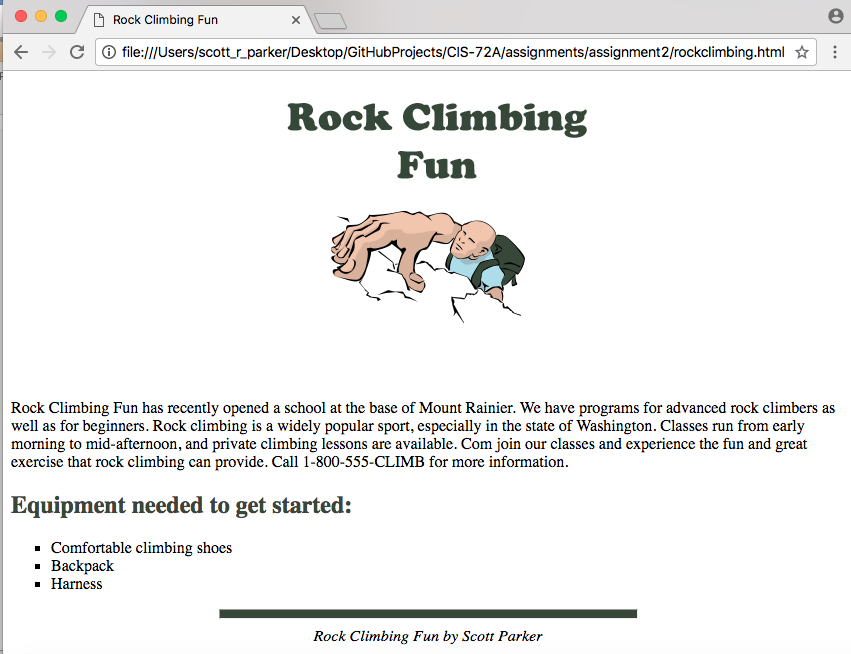 Rock Climbing Fun
file:///Users/scott_r_parker/Desktop/GitHubProjects/CIS-72A/assignments/assignment2/rockclimbing.html
Rock Climbing
Fun
Rock Climbing Fun has recently opened a school at the base of Mount Rainier. We have programs for advanced rock climbers as
well as for beginners. Rock climbing is a widely popular sport, especially in the state of Washington. Classes run from early
morning to mid-afternoon, and private climbing lessons are available. Com join our classes and experience the fun and great
exercise that rock climbing can provide. Call 1-800-555-CLIMB for more information.
Equipment needed to get started:
Comfortable climbing shoes
Backpack
Harness
Rock Climbing Fun by Scott Parker